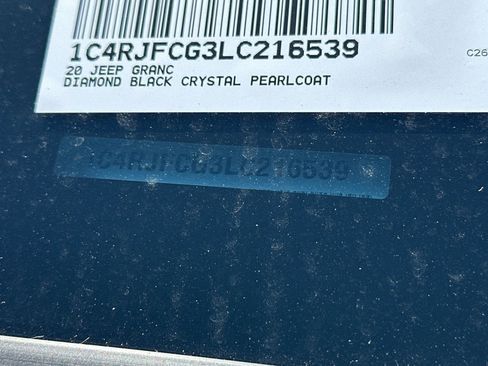 1C4RJFCG3LC216539
20 JEEP GRANC
DIAMOND BLACK CRYSTAL PEARLCOAT
C26
1C4RJFCG3LC216539